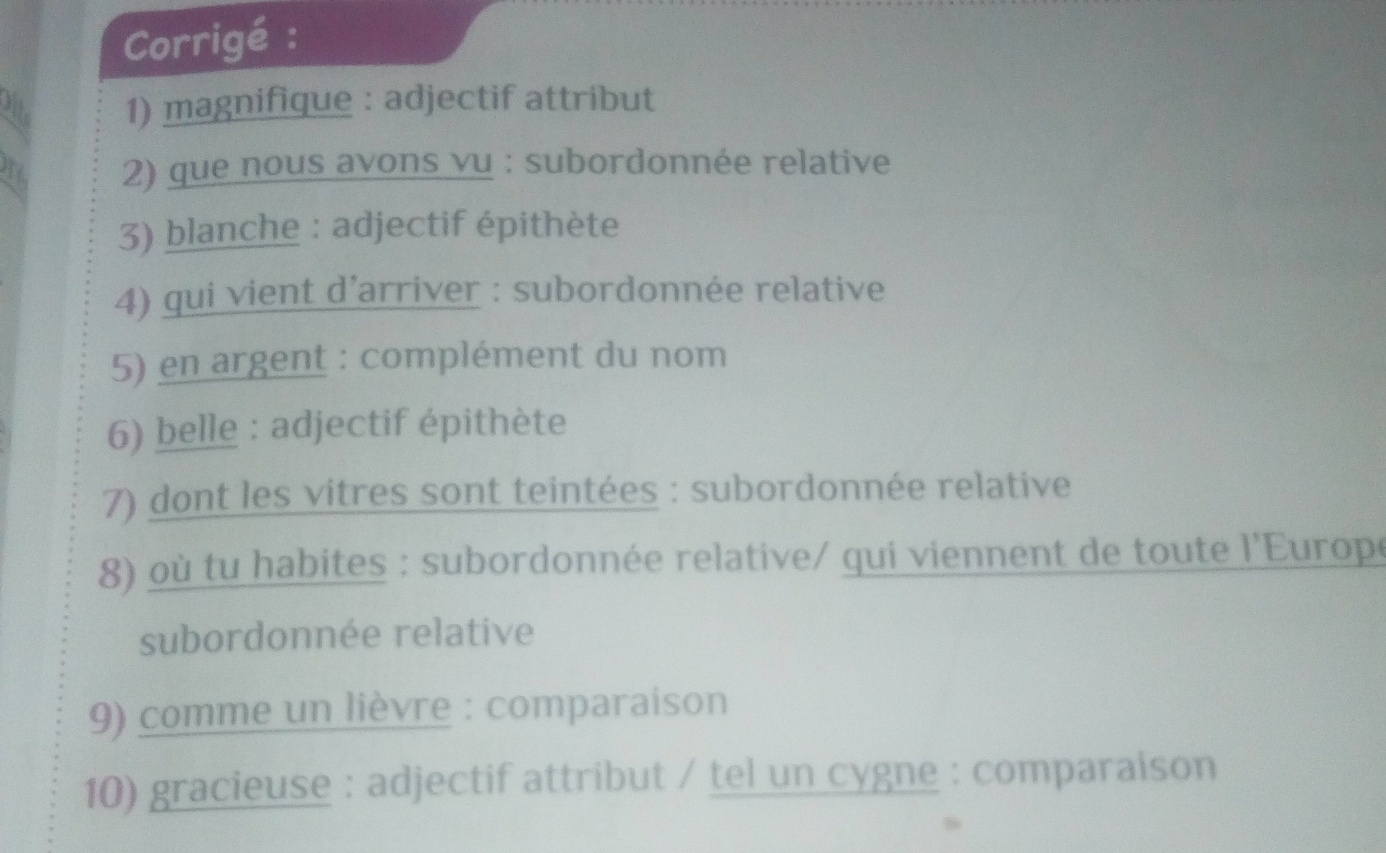 Corrigé :
1) magnifique : adjectif attribut
2) que nous avons vu : subordonnée relative
3) blanche : adjectif épithète
4) qui vient d'arriver : subordonnée relative
5) en argent : complément du nom
6) belle : adjectif épithète
7) dont les vitres sont teintées : subordonnée relative
8) où tu habites : subordonnée relative/ qui viennent de toute l'Europe
subordonnée relative
9) comme un lièvre : comparaison
10) gracieuse : adjectif attribut / tel un cygne : comparaison